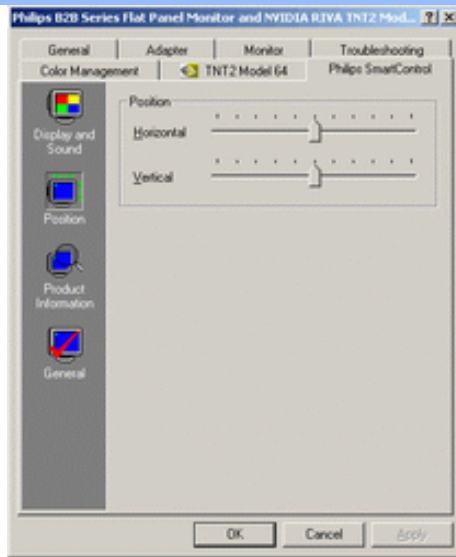 Philips B2B Series Flat Panel Monitor and NVIDIA RIVA TNT2 Mod...
General Adapter Monitor Troubleshooting
Color Management TNT2 Model 64 Philips SmartControl
Display and
Sound
Position
Product
Information
General
Position
Horizontal
Vertical
OK Cancel Apply